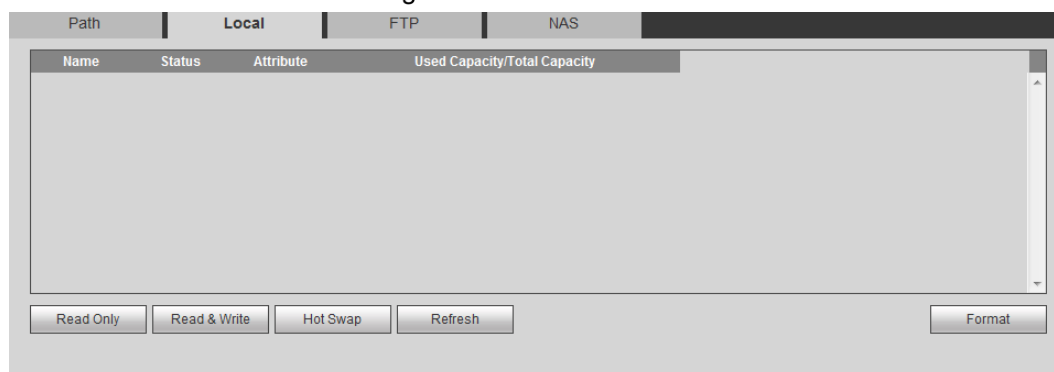 Path Local FTP NAS
Name Status Attribute Used Capacity/Total Capacity
Read Only Read & Write Hot Swap Refresh Format